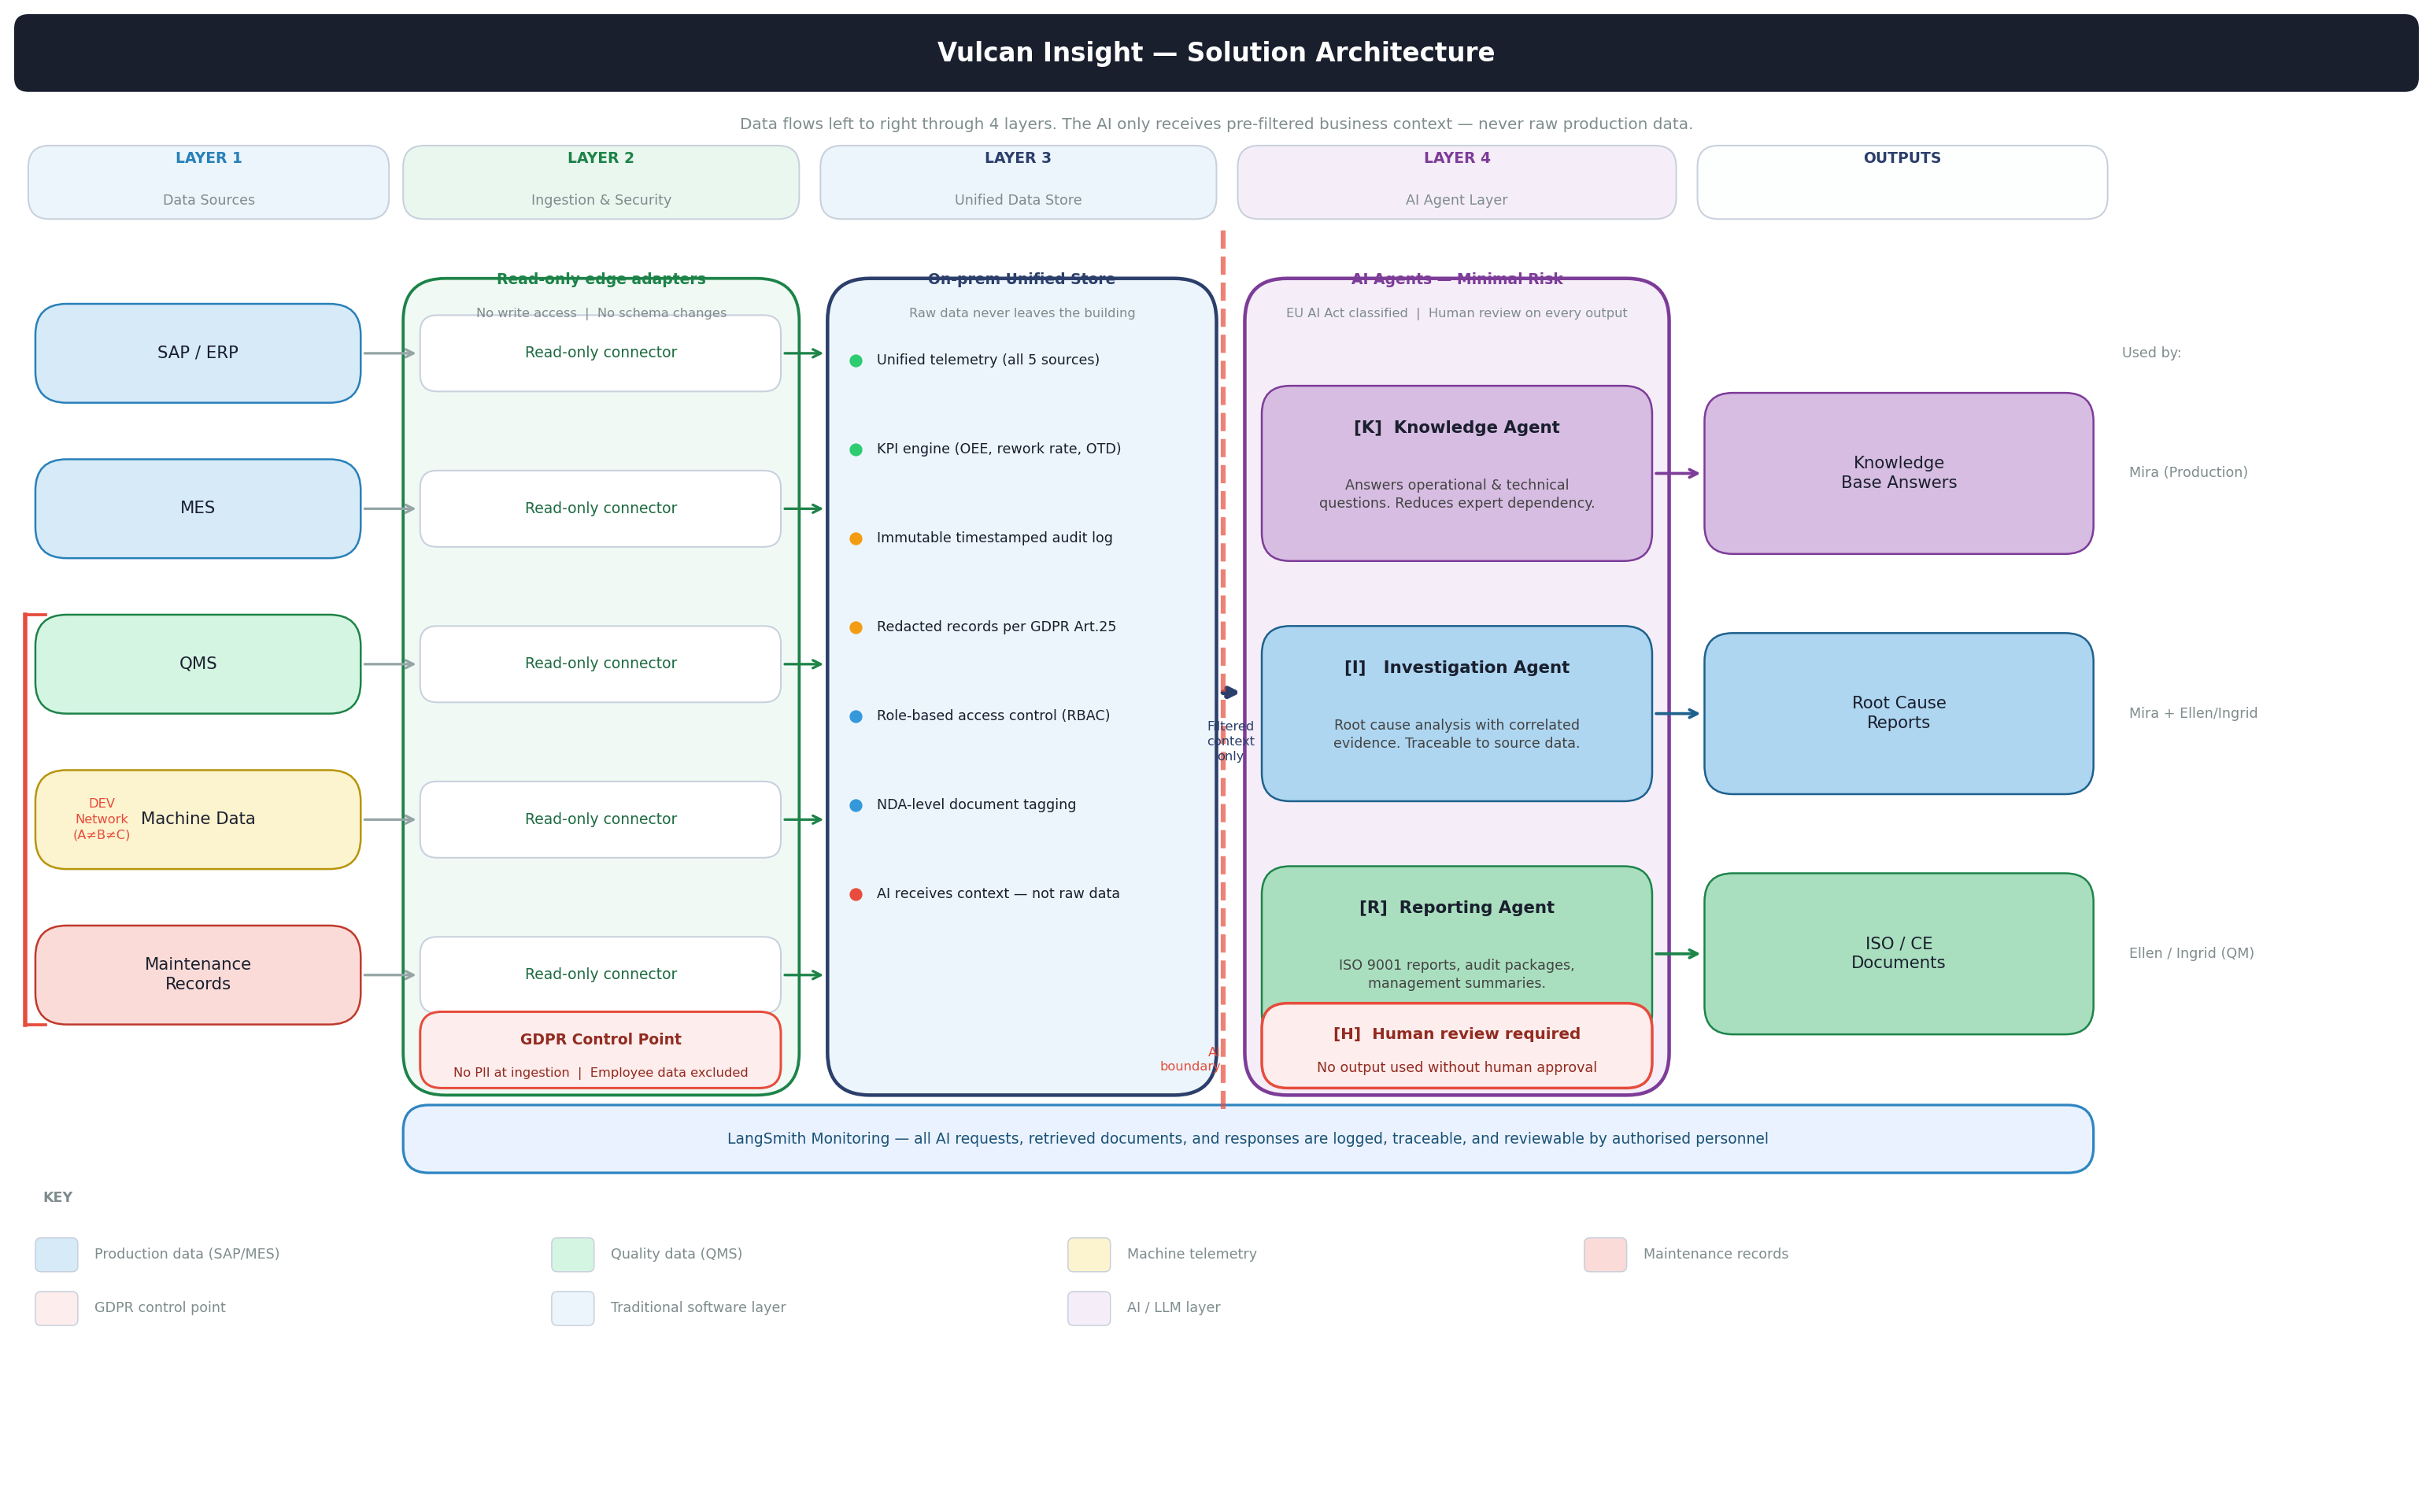 Vulcan Insight — Solution Architecture
Data flows left to right through 4 layers. The AI only receives pre-filtered business context — never raw production data.
LAYER 1
Data Sources
LAYER 2
Ingestion & Security
LAYER 3
Unified Data Store
LAYER 4
AI Agent Layer
OUTPUTS
SAP / ERP
MES
QMS
DEV
Network
(A≠B≠C)
Machine Data
Maintenance
Records
Read-only edge adapters
No write access | No schema changes
Read-only connector
Read-only connector
Read-only connector
Read-only connector
Read-only connector
GDPR Control Point
No PII at ingestion | Employee data excluded
On-prem Unified Store
Raw data never leaves the building
Unified telemetry (all 5 sources)
KPI engine (OEE, rework rate, OTD)
Immutable timestamped audit log
Redacted records per GDPR Art.25
Role-based access control (RBAC)
NDA-level document tagging
AI receives context — not raw data
Filtered
context
only
AI
boundary
AI Agents — Minimal Risk
EU AI Act classified | Human review on every output
[K] Knowledge Agent
Answers operational & technical
questions. Reduces expert dependency.
[I] Investigation Agent
Root cause analysis with correlated
evidence. Traceable to source data.
[R] Reporting Agent
ISO 9001 reports, audit packages,
management summaries.
[H] Human review required
No output used without human approval
Knowledge
Base Answers
Root Cause
Reports
ISO / CE
Documents
Used by:
Mira (Production)
Mira + Ellen/Ingrid
Ellen / Ingrid (QM)
LangSmith Monitoring — all AI requests, retrieved documents, and responses are logged, traceable, and reviewable by authorised personnel
KEY
Production data (SAP/MES)
Quality data (QMS)
Machine telemetry
Maintenance records
GDPR control point
Traditional software layer
AI / LLM layer